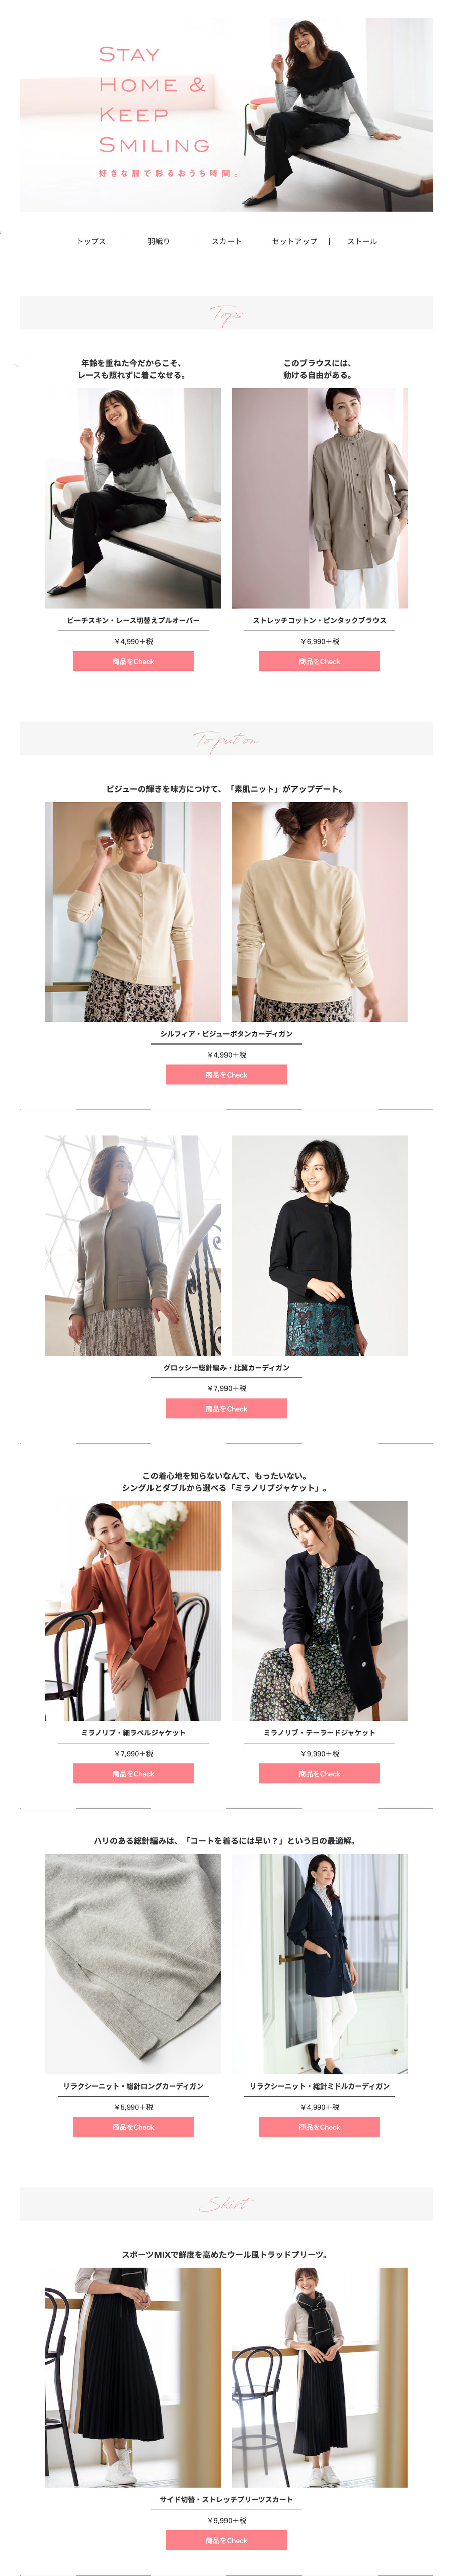 STAY
HOME &
KEEP
SMILING
好きな服で彩るおうち時間。
トップス
羽織り
スカート
セットアップ
ストール
Tops
年齢を重ねた今だからこそ、
レースも照れずに着こなせる。
ピーチスキン・レース切替えプルオーバー
¥4,990+税
商品をCheck
このブラウスには、
動ける自由がある。
ストレッチコットン・ピンタックブラウス
¥6,990+税
商品をCheck
To put on
ビジューの輝きを味方につけて、「素肌ニット」がアップデート。
シルフィア・ビジューボタンカーディガン
¥4,990+税
商品をCheck
グロッシー総針編み・比翼カーディガン
¥7,990+税
商品をCheck
この着心地を知らないなんて、もったいない。
シングルとダブルから選べる「ミラノリブジャケット」。
ミラノリブ・細ラペルジャケット
¥7,990+税
商品をCheck
ミラノリブ・テーラードジャケット
¥9,990+税
商品をCheck
ハリのある総針編みは、「コートを着るには早い？」という日の最適解。
リラクシーニット・総針ロングカーディガン
¥5,990+税
商品をCheck
リラクシーニット・総針ミドルカーディガン
¥4,990+税
商品をCheck
Skirt
スポーツMIXで鮮度を高めたウール風トラッドプリーツ。
サイド切替・ストレッチプリーツスカート
¥9,990+税
商品をCheck